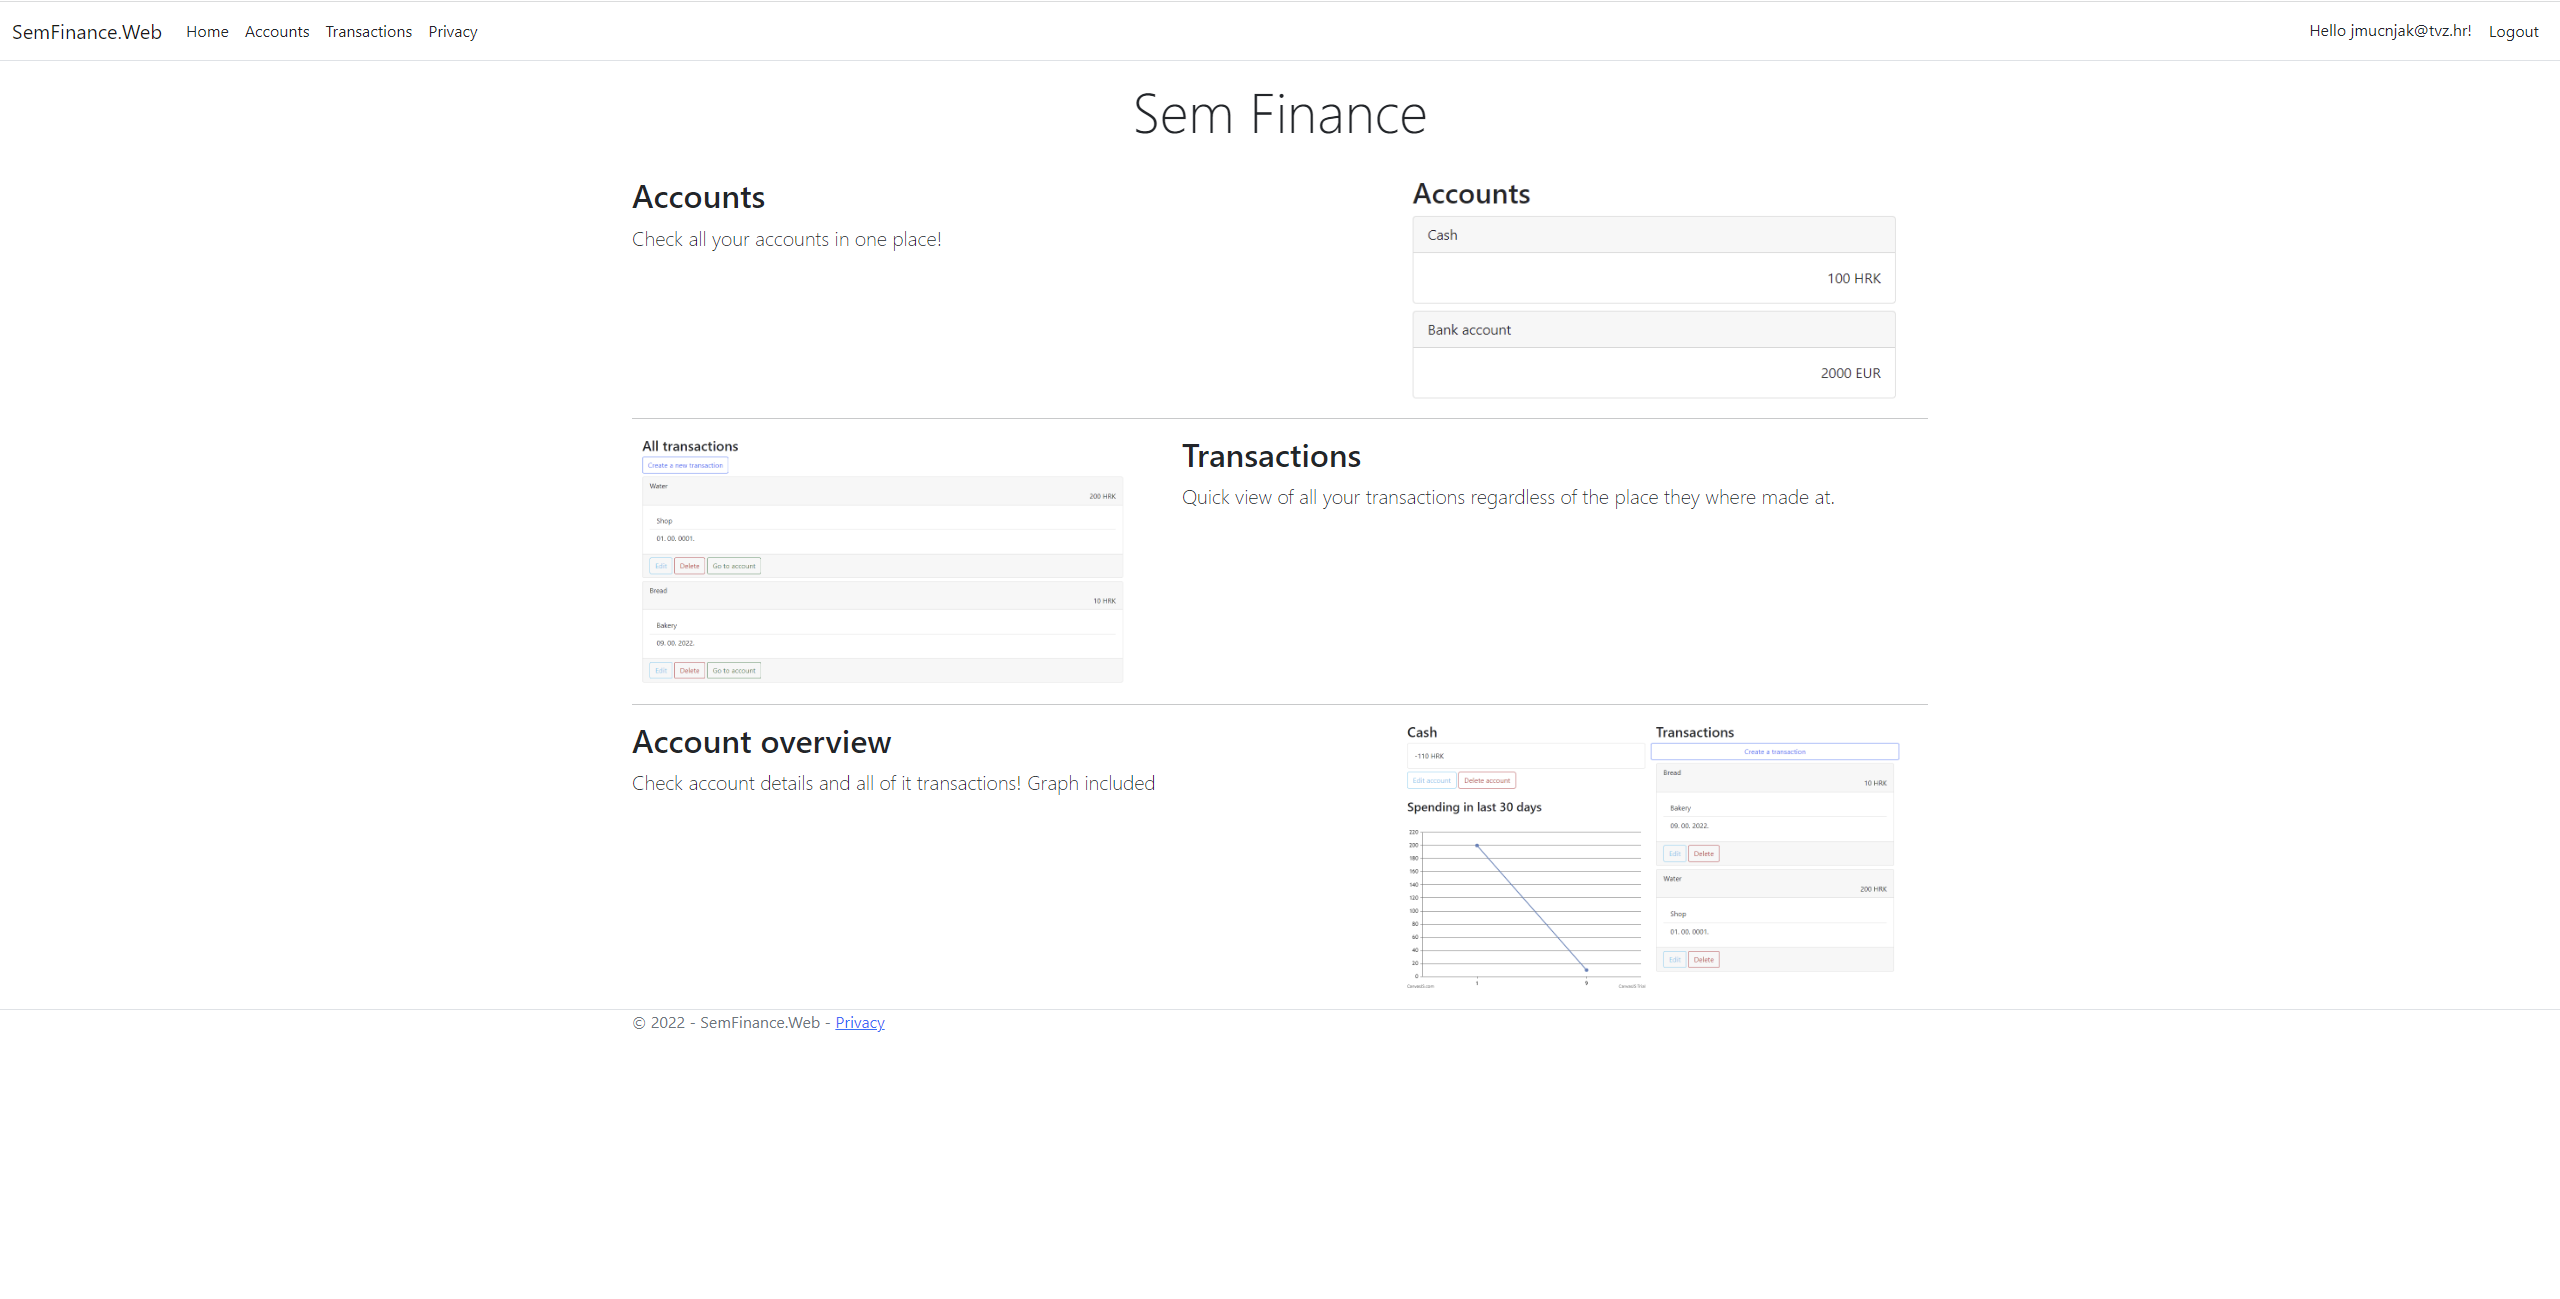 SemFinance.Web Home Accounts Transactions Privacy Hello jmucnjak@tvz.hr! Logout
Sem Finance
Accounts
Check all your accounts in one place!
Accounts
Cash
100 HRK
Bank account
2000 EUR
All transactions
Create a new transaction
Water
200 HRK
Shop
01. 00. 0001.
Edit Delete Go to account
Bread
10 HRK
Bakery
09. 00. 2022.
Edit Delete Go to account
Transactions
Quick view of all your transactions regardless of the place they where made at.
Account overview
Check account details and all of it transactions! Graph included
Cash
-110 HRK
Edit account Delete account
Spending in last 30 days
220
200
180
160
140
120
100
80
60
40
20
0
1 9
CanvasJS.com CanvasJS Trial
Transactions
Create a transaction
Bread
10 HRK
Bakery
09. 00. 2022.
Edit Delete
Water
200 HRK
Shop
01. 00. 0001.
Edit Delete
© 2022 - SemFinance.Web - Privacy